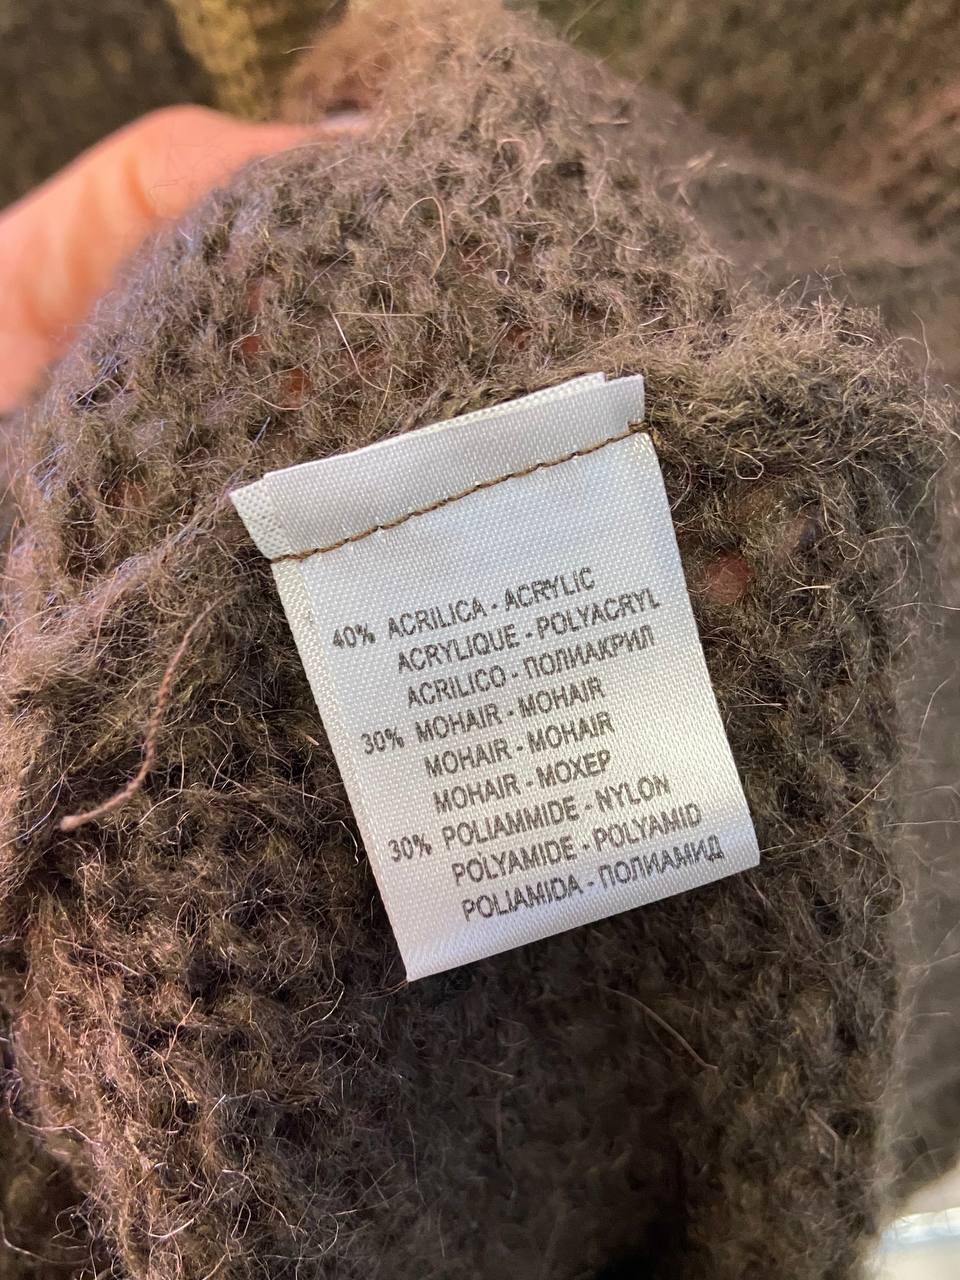 40% ACRILICA - ACRYLIC
ACRYLIQUE - POLYACRYL
ACRILICO - ПОЛИАКРИЛ
30% MOHAIR - MOHAIR
MOHAIR - MOHAIR
MOHAIR - МОХЕР
30% POLIAMMIDE - NYLON
POLYAMIDE - POLYAMID
POLIAMIDA - ПОЛИАМИД